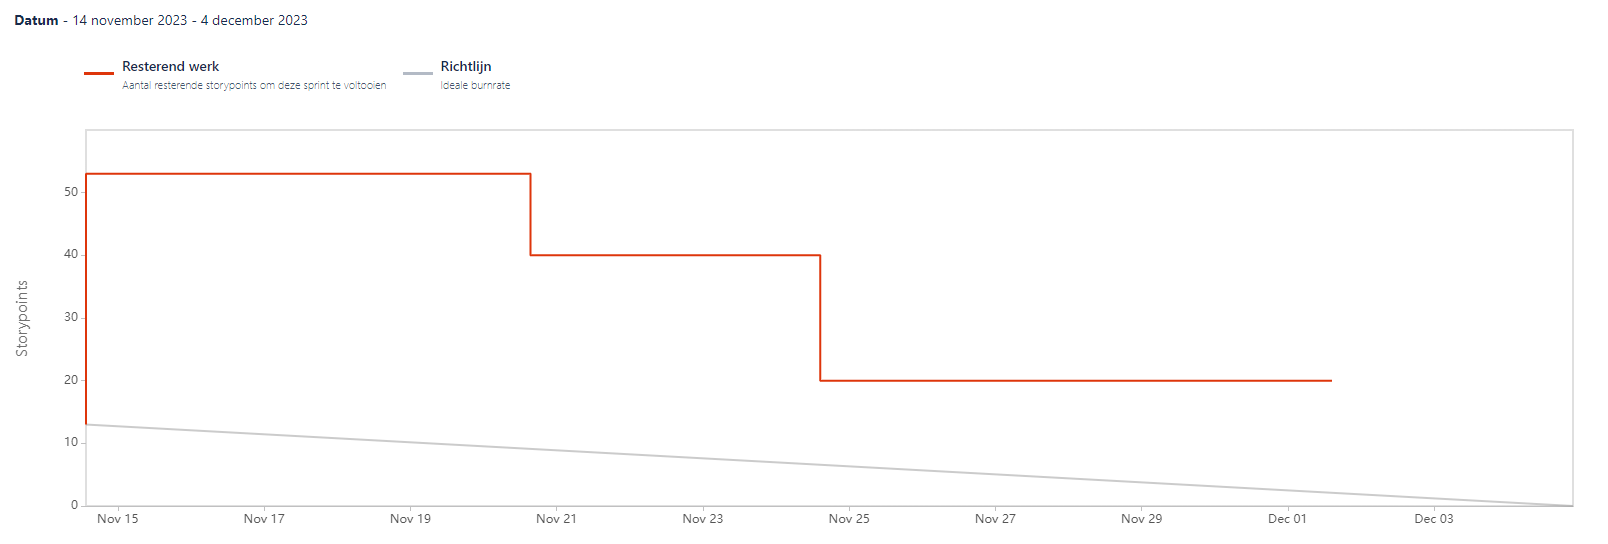 Datum - 14 november 2023 - 4 december 2023
Resterend werk
Aantal resterende storypoints om deze sprint te voltooien
Richtlijn
Ideale burnrate
Storypoints
50
40
30
20
10
0
Nov 15 Nov 17 Nov 19 Nov 21 Nov 23 Nov 25 Nov 27 Nov 29 Dec 01 Dec 03